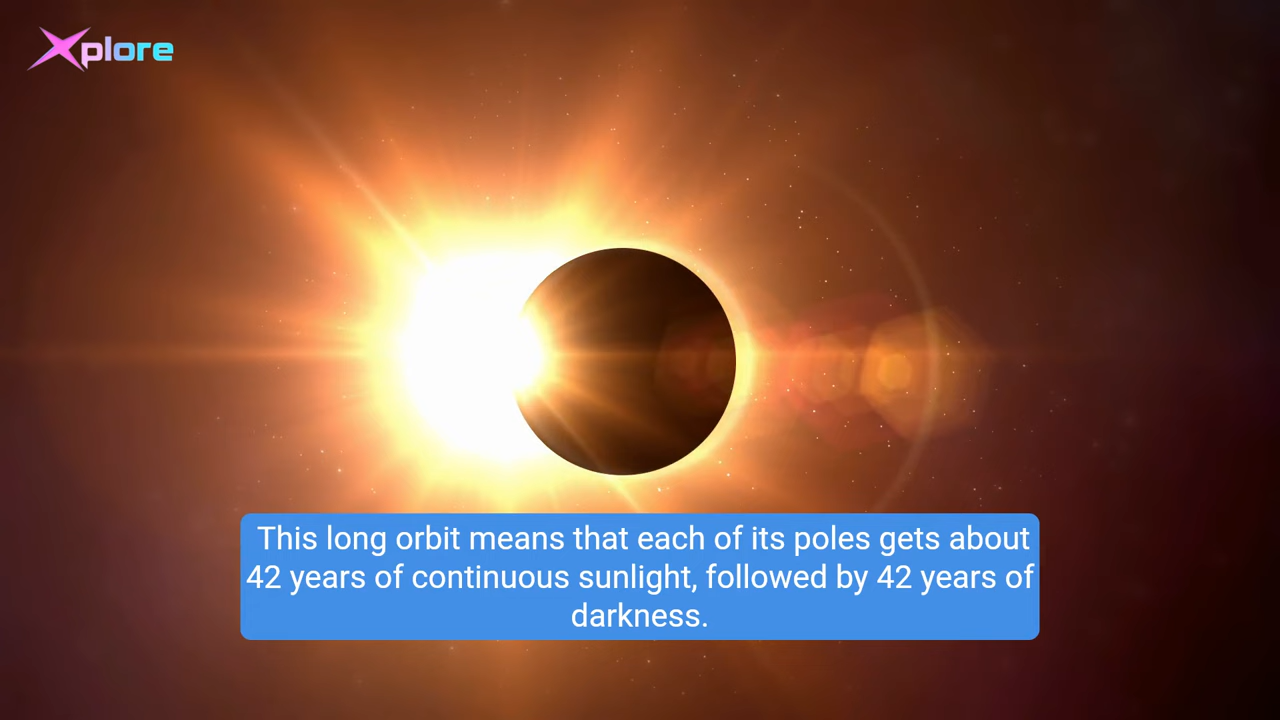 Xplore
This long orbit means that each of its poles gets about
42 years of continuous sunlight, followed by 42 years of
darkness.